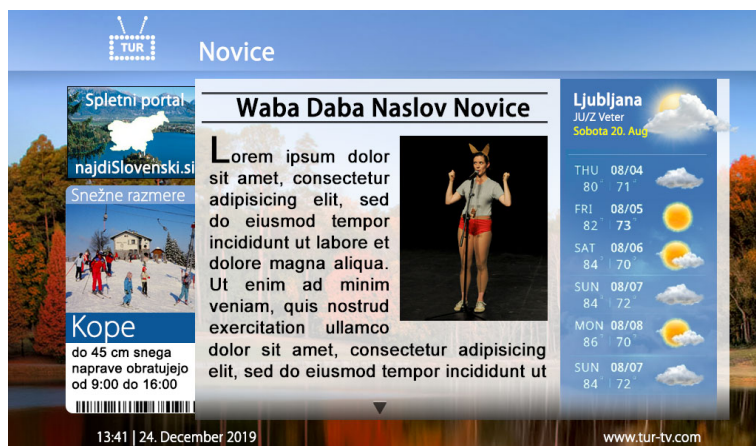 TUR
Novice
Spletni portal
najdiSlovenski.si
Snežne razmere
Kope
do 45 cm snega
naprave obratujejo
od 9:00 do 16:00
Waba Daba Naslov Novice
Lorem ipsum dolor
sit amet, consectetur
adipisicing elit, sed
do eiusmod tempor
incididunt ut labore et
dolore magna aliqua.
Ut enim ad minim
veniam, quis nostrud
exercitation ullamco
dolor sit amet, consectetur adipisicing
elit, sed do eiusmod tempor incididunt ut
Ljubljana
JU/Z Veter
Sobota 20. Aug
THU 08/04
80° 71°
FRI 08/05
82° 73°
SAT 08/06
84° 70°
SUN 08/07
84° 72°
MON 08/08
86° 70°
SUN 08/07
84° 72°
13:41 | 24. December 2019
www.tur-tv.com